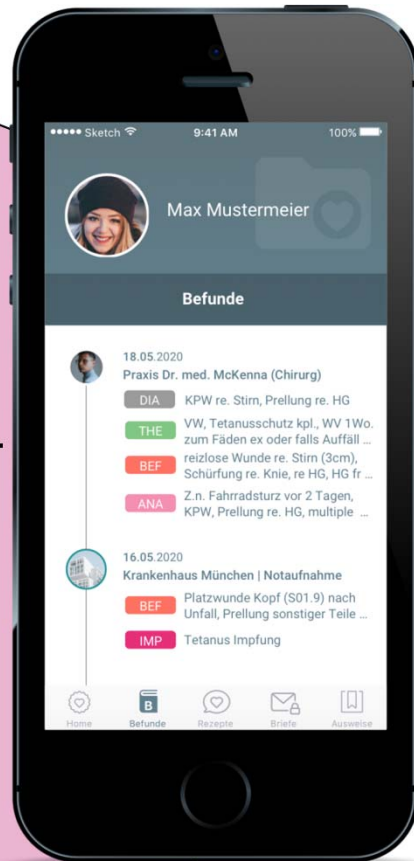 Sketch 9:41 AM 100%
Max Mustermeier
Befunde
18.05.2020
Praxis Dr. med. McKenna (Chirurg)
DIA KPW re. Stirn, Prellung re. HG
THE VW, Tetanusschutz kpl., WV 1Wo.
zum Fäden ex oder falls Auffäll ...
BEF reizlose Wunde re. Stirn (3cm),
Schürfung re. Knie, re HG, HG fr ...
ANA Z.n. Fahrradsturz vor 2 Tagen,
KPW, Prellung re. HG, multiple ...
16.05.2020
Krankenhaus München | Notaufnahme
BEF Platzwunde Kopf (S01.9) nach
Unfall, Prellung sonstiger Teile ...
IMP Tetanus Impfung
B
Home Befunde Rezepte Briefe Ausweise